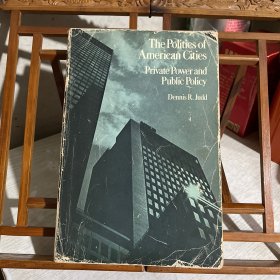 The Politics of
American Cities
Private Power and
Public Policy
Dennis R. Judd